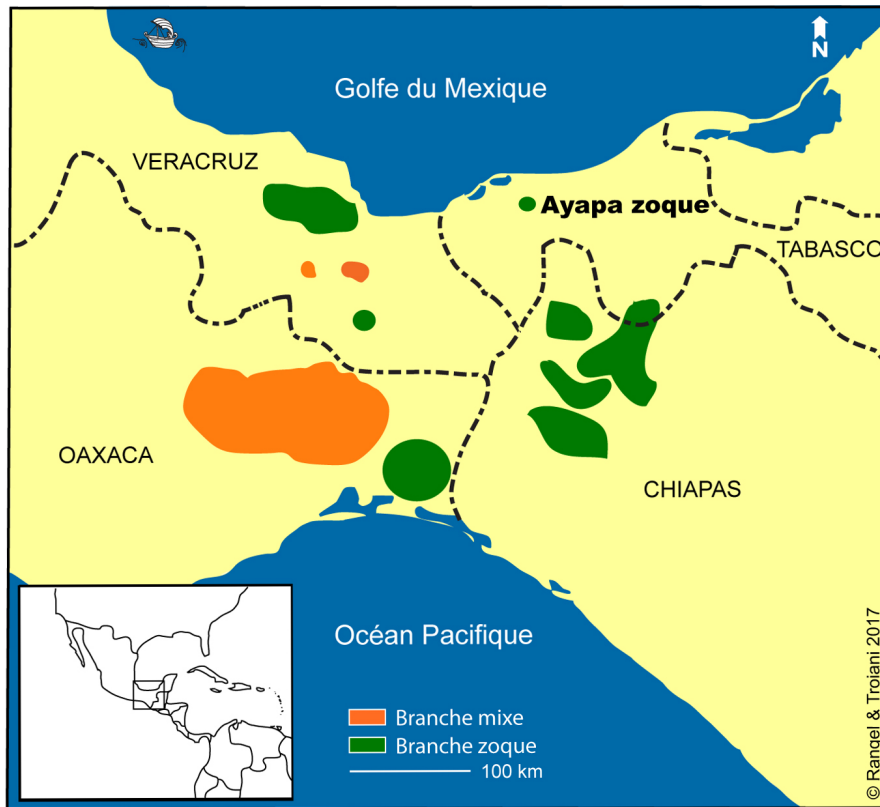 N
Golfe du Mexique
VERACRUZ
Ayapa zoque
TABASCO
OAXACA
CHIAPAS
Océan Pacifique
Branche mixe
Branche zoque
100 km
© Rangel & Troiani 2017